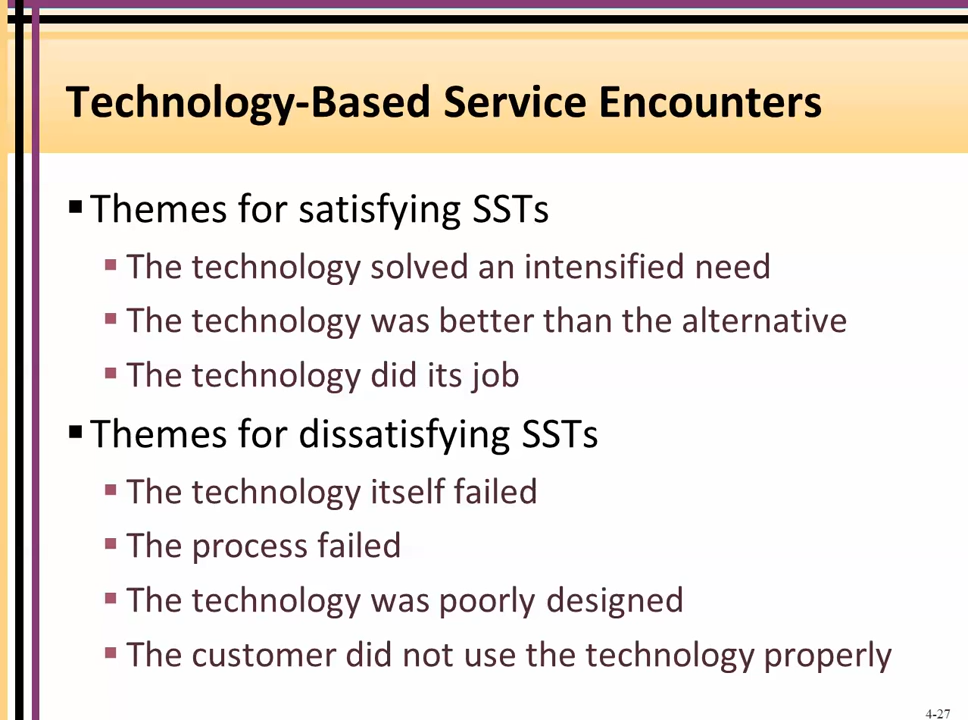 Technology-Based Service Encounters
▪Themes for satisfying SSTs
▪ The technology solved an intensified need
▪ The technology was better than the alternative
▪ The technology did its job
▪Themes for dissatisfying SSTs
▪ The technology itself failed
▪ The process failed
▪ The technology was poorly designed
▪ The customer did not use the technology properly
4-27